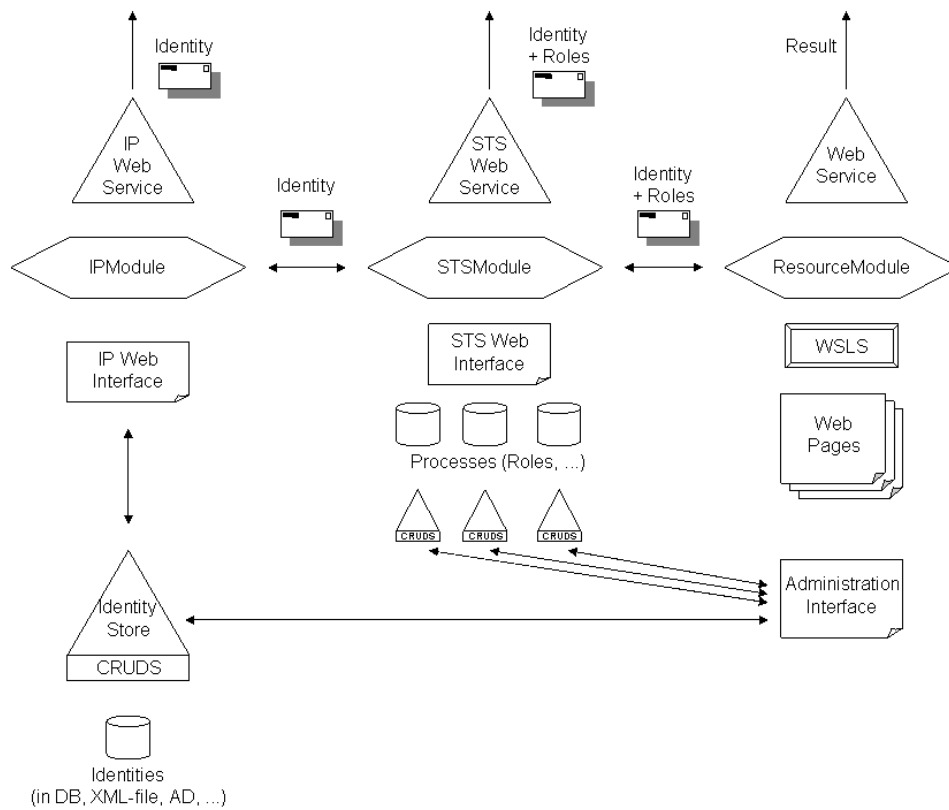 Identity
Identity
+ Roles
Result
IP
Web
Service
STS
Web
Service
Web
Service
Identity
Identity
+ Roles
IPModule
STSModule
ResourceModule
IP Web
Interface
STS Web
Interface
WSLS
Web
Pages
Processes (Roles, ...)
CRUDS
CRUDS
CRUDS
Identity
Store
CRUDS
Administration
Interface
Identities
(in DB, XML-file, AD, ...)